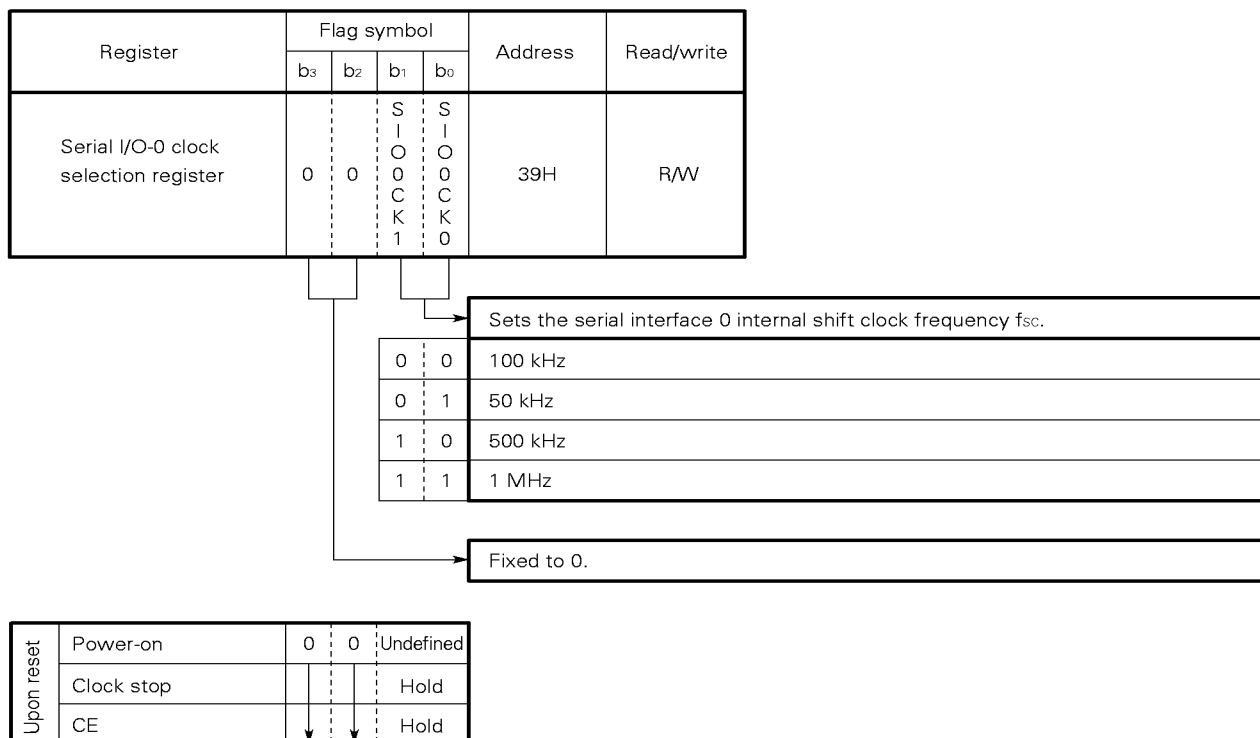 Register Flag symbol Address Read/write
b3 b2 b1 b0
Serial I/O-0 clock selection register 0 0 SIO0CK1 SIO0CK0 39H R/W
Sets the serial interface 0 internal shift clock frequency fsc.
0 0 100 kHz
0 1 50 kHz
1 0 500 kHz
1 1 1 MHz
Fixed to 0.
Upon reset
Power-on 0 0 Undefined
Clock stop Hold
CE Hold